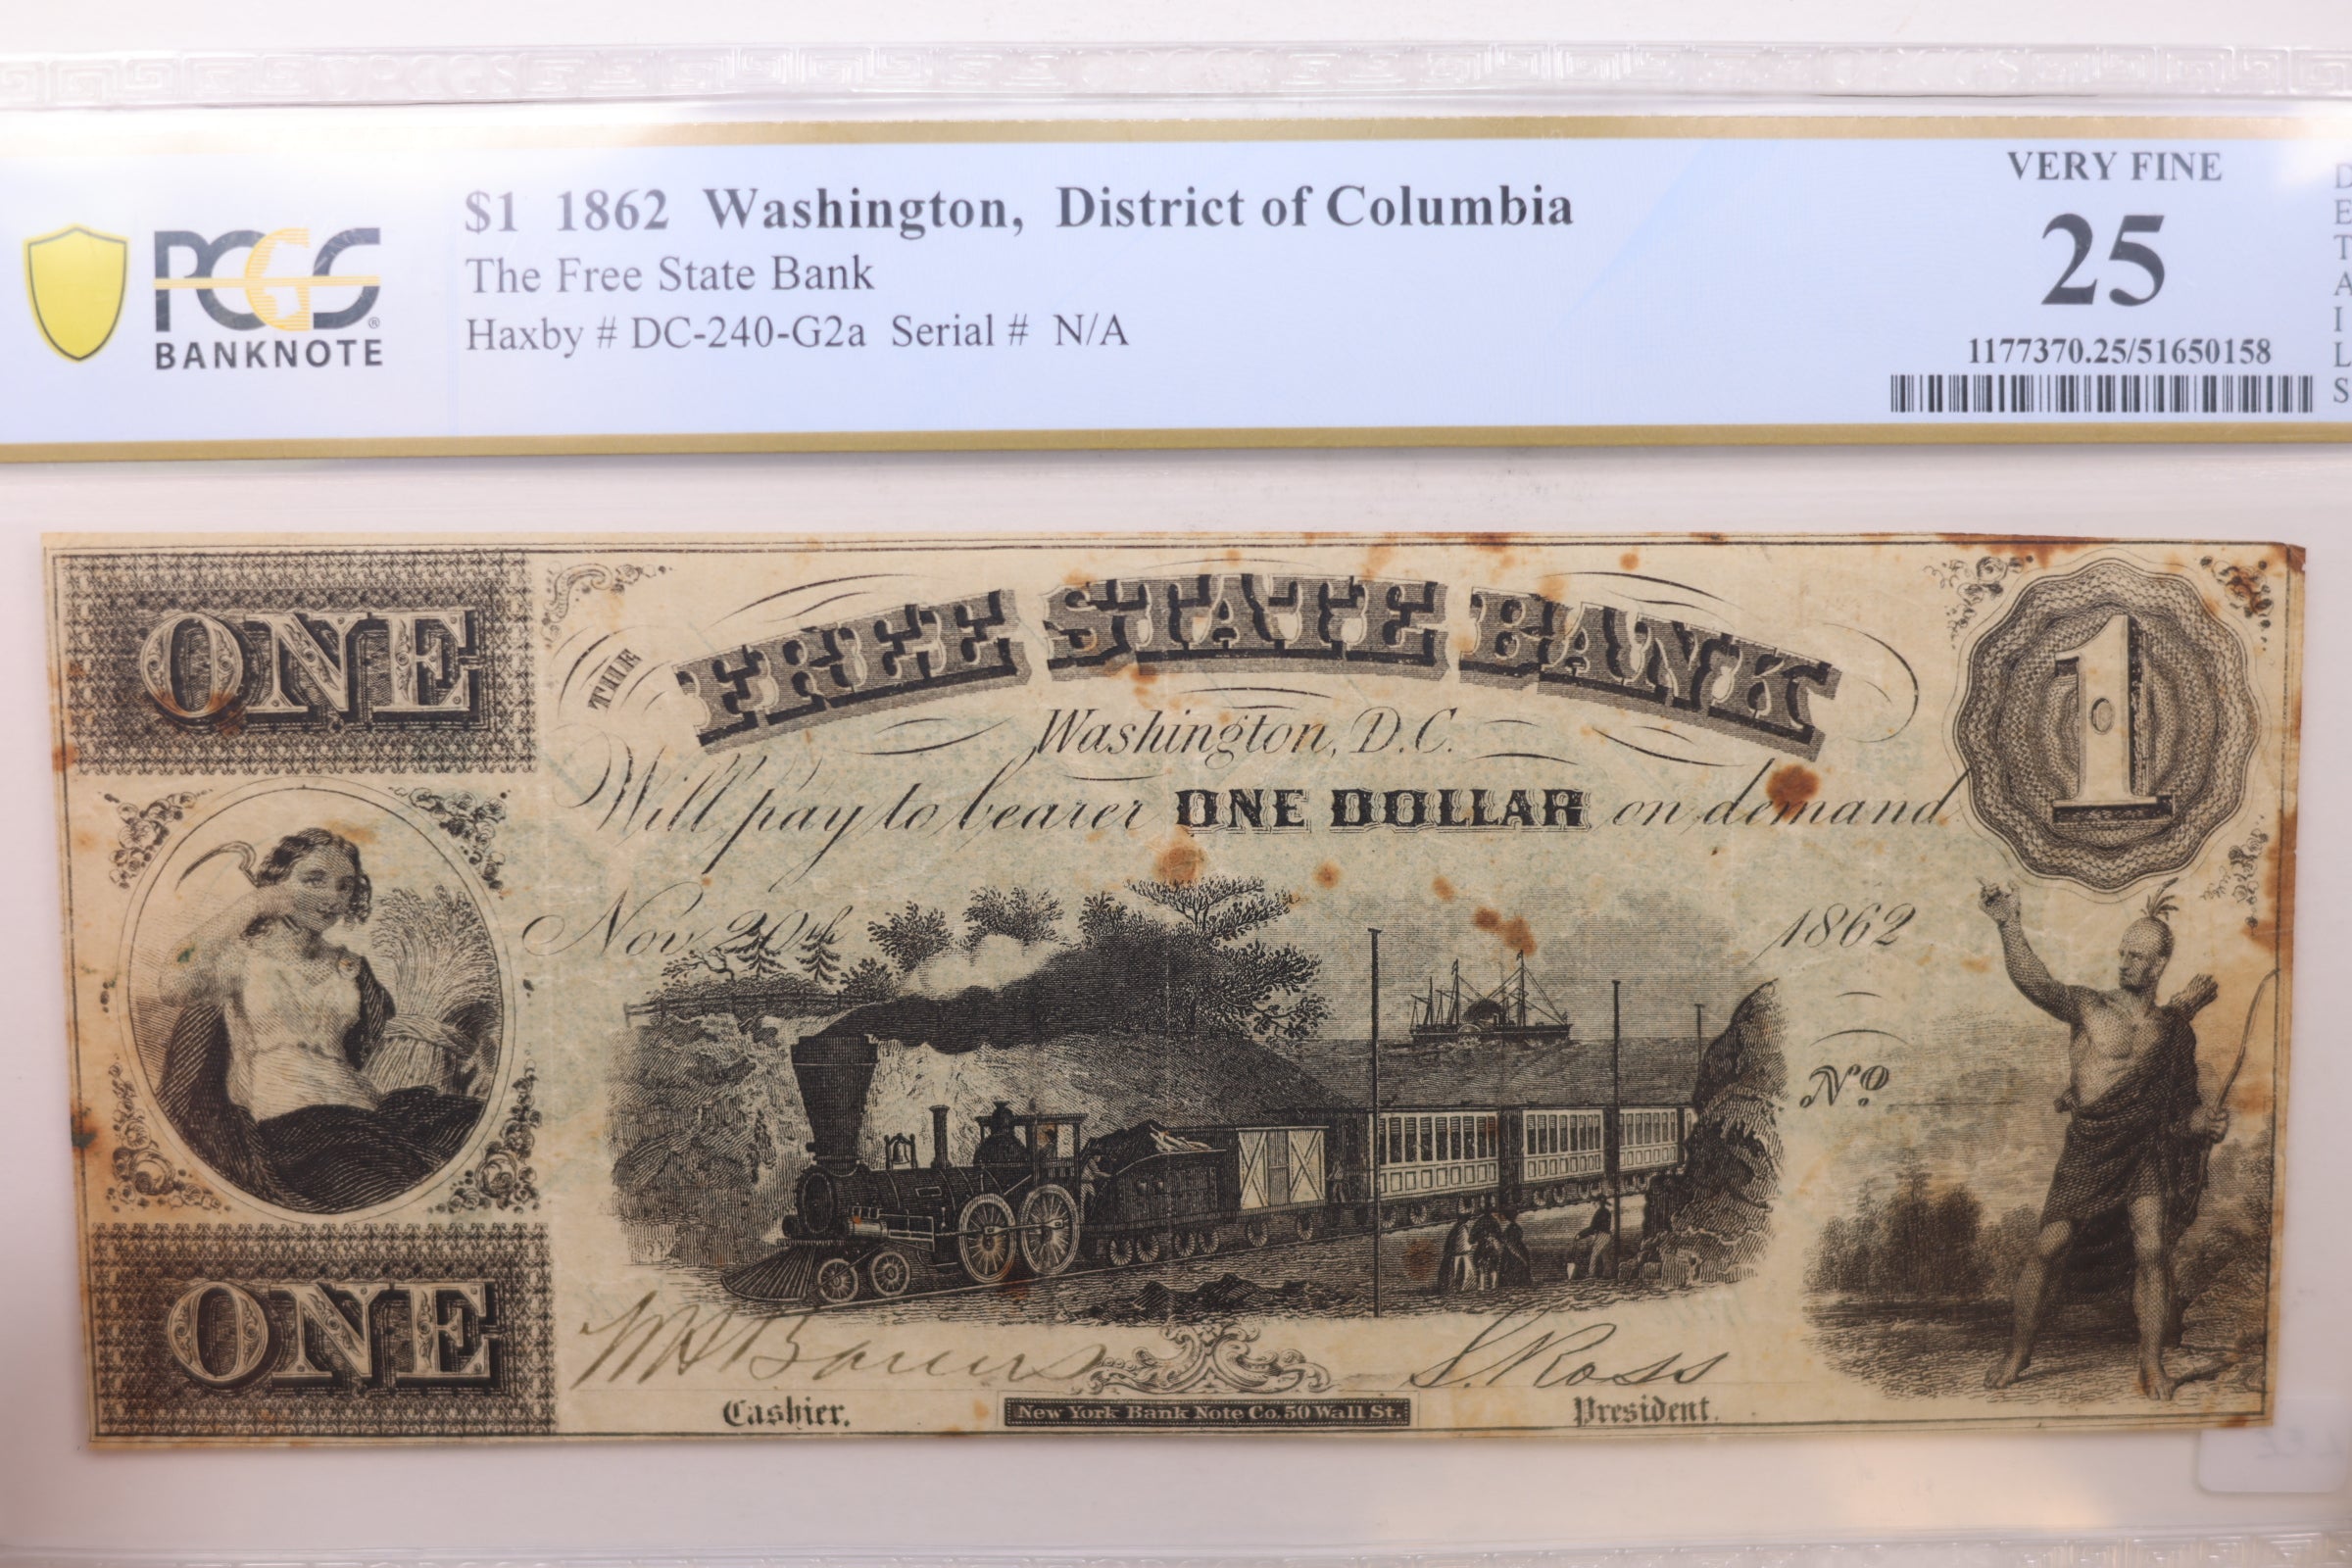 PCGS
BANKNOTE
$1 1862 Washington, District of Columbia
The Free State Bank
Haxby # DC-240-G2a Serial # N/A
VERY FINE
25
1177370.25/51650158
DETAILS
ONE
THE FREE STATE BANK
1
Washington, D.C.
Will pay to bearer ONE DOLLAR on demand
Nov 20th 1862
No.
ONE
S. Ross
Cashier.
New York Bank Note Co. 50 Wall St.
President.